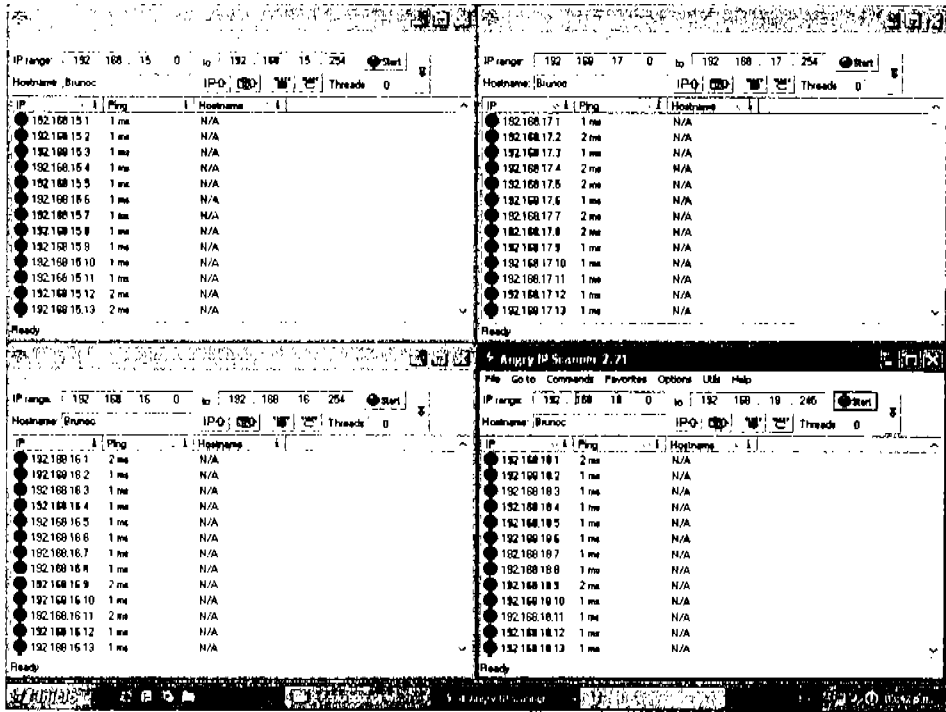 IP range: 192 168 15 0 to 192 168 15 254 Start
Hostname: Brunoc IP Threads 0
IP Ping Hostname
192.168.15.1 1 ms N/A
192.168.15.2 1 ms N/A
192.168.15.3 1 ms N/A
192.168.15.4 1 ms N/A
192.168.15.5 1 ms N/A
192.168.15.6 1 ms N/A
192.168.15.7 1 ms N/A
192.168.15.8 1 ms N/A
192.168.15.9 1 ms N/A
192.168.15.10 1 ms N/A
192.168.15.11 1 ms N/A
192.168.15.12 2 ms N/A
192.168.15.13 2 ms N/A
Ready
IP range: 192 168 17 0 to 192 168 17 254 Start
Hostname: Brunoc IP Threads 0
IP Ping Hostname
192.168.17.1 1 ms N/A
192.168.17.2 2 ms N/A
192.168.17.3 1 ms N/A
192.168.17.4 2 ms N/A
192.168.17.5 2 ms N/A
192.168.17.6 1 ms N/A
192.168.17.7 2 ms N/A
192.168.17.8 2 ms N/A
192.168.17.9 1 ms N/A
192.168.17.10 1 ms N/A
192.168.17.11 1 ms N/A
192.168.17.12 1 ms N/A
192.168.17.13 1 ms N/A
Ready
IP range: 192 168 16 0 to 192 168 16 254 Start
Hostname: Brunoc IP Threads 0
IP Ping Hostname
192.168.16.1 2 ms N/A
192.168.16.2 1 ms N/A
192.168.16.3 1 ms N/A
192.168.16.4 1 ms N/A
192.168.16.5 1 ms N/A
192.168.16.6 1 ms N/A
192.168.16.7 1 ms N/A
192.168.16.8 1 ms N/A
192.168.16.9 2 ms N/A
192.168.16.10 1 ms N/A
192.168.16.11 2 ms N/A
192.168.16.12 1 ms N/A
192.168.16.13 1 ms N/A
Ready
Angry IP Scanner 2.21
File Go to Commands Favorites Options Utils Help
IP range: 192 168 18 0 to 192 168 18 Start
Hostname: Brunoc IP Threads 0
IP Ping Hostname
192.168.18.1 2 ms N/A
192.168.18.2 1 ms N/A
192.168.18.3 1 ms N/A
192.168.18.4 1 ms N/A
192.168.18.5 1 ms N/A
192.168.18.6 1 ms N/A
192.168.18.7 1 ms N/A
192.168.18.8 1 ms N/A
192.168.18.9 2 ms N/A
192.168.18.10 1 ms N/A
192.168.18.11 1 ms N/A
192.168.18.12 1 ms N/A
192.168.18.13 1 ms N/A
Ready